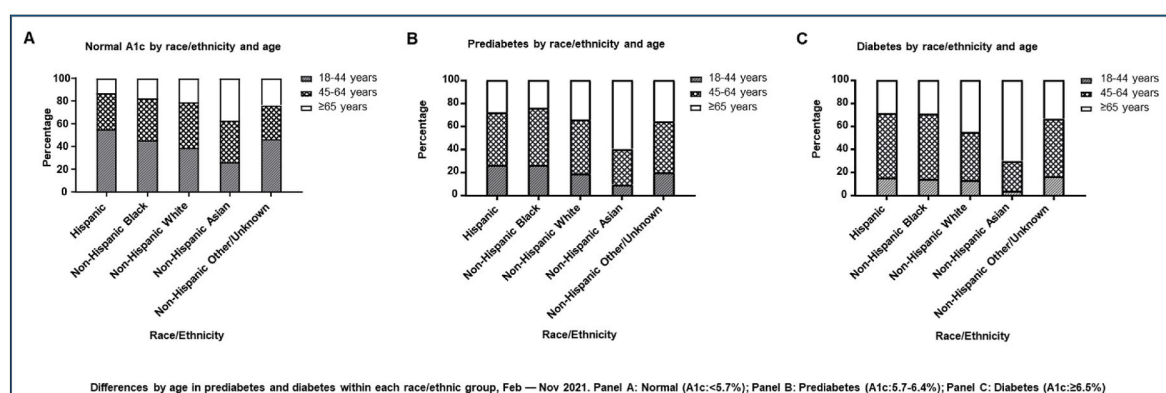 A
Normal A1c by race/ethnicity and age
100
80
60
40
20
0
Percentage
18-44 years
45-64 years
≥65 years
Hispanic
Non-Hispanic Black
Non-Hispanic White
Non-Hispanic Asian
Non-Hispanic Other/Unknown
Race/Ethnicity
B
Prediabetes by race/ethnicity and age
100
80
60
40
20
0
Percentage
18-44 years
45-64 years
≥65 years
Hispanic
Non-Hispanic Black
Non-Hispanic White
Non-Hispanic Asian
Non-Hispanic Other/Unknown
Race/Ethnicity
C
Diabetes by race/ethnicity and age
100
80
60
40
20
0
Percentage
18-44 years
45-64 years
≥65 years
Hispanic
Non-Hispanic Black
Non-Hispanic White
Non-Hispanic Asian
Non-Hispanic Other/Unknown
Race/Ethnicity
Differences by age in prediabetes and diabetes within each race/ethnic group, Feb — Nov 2021. Panel A: Normal (A1c:<5.7%); Panel B: Prediabetes (A1c:5.7-6.4%); Panel C: Diabetes (A1c:≥6.5%)